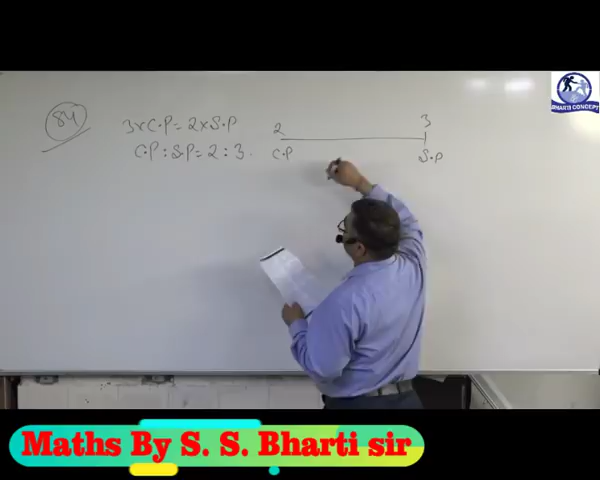 84
3×C.P = 2×S.P
C.P : S.P = 2 : 3.
2 3
C.P S.P
BHARTI CONCEPT
Maths By S. S. Bharti sir